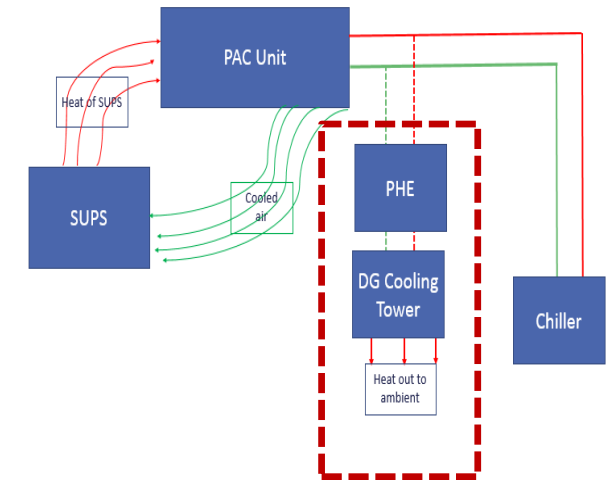 PAC Unit
Heat of SUPS
SUPS
Cooled
air
PHE
DG Cooling
Tower
Chiller
Heat out to
ambient